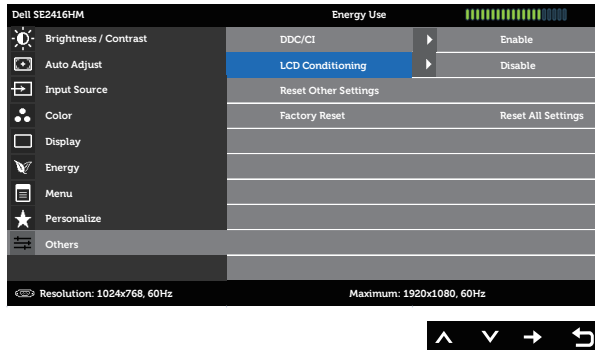 Dell SE2416HM Energy Use
Brightness / Contrast DDC/CI Enable
Auto Adjust LCD Conditioning Disable
Input Source Reset Other Settings
Color Factory Reset Reset All Settings
Display
Energy
Menu
Personalize
Others
Resolution: 1024x768, 60Hz Maximum: 1920x1080, 60Hz